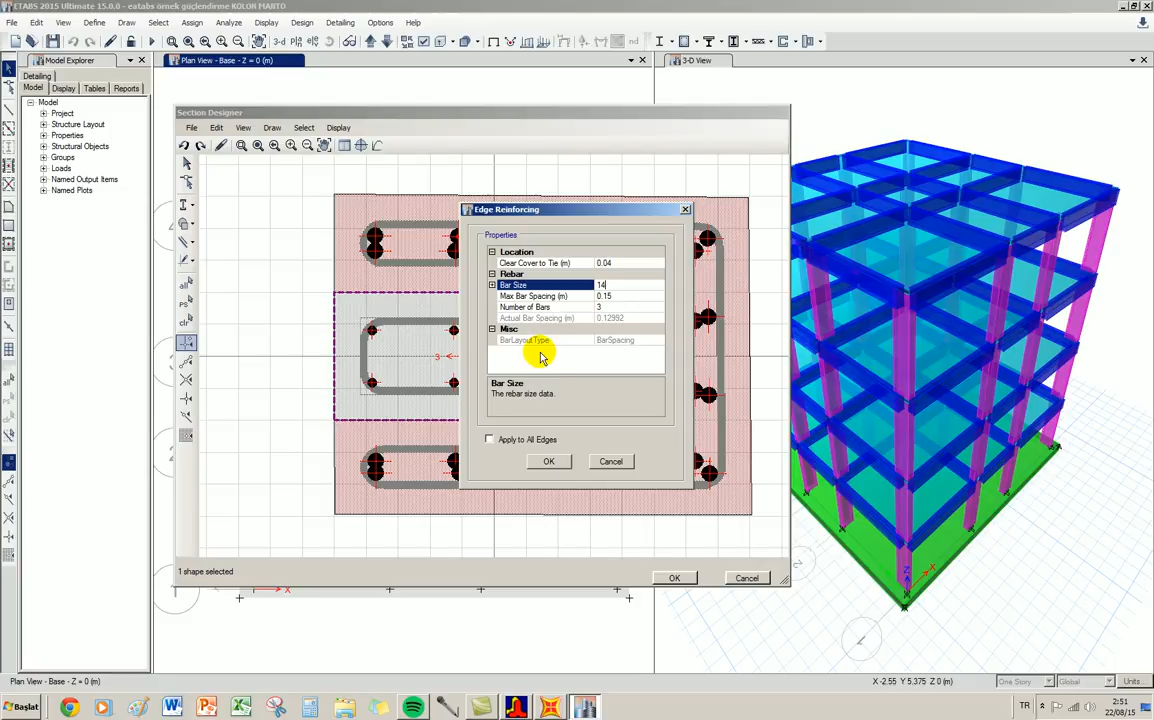 ETABS 2015 Ultimate 15.0.0 - eatabs örnek güçlendirme KOLON MANTO
File Edit View Define Draw Select Assign Analyze Display Design Detailing Options Help
3-d
nd
Model Explorer
Detailing
Model Display Tables Reports
Model
Project
Structure Layout
Properties
Structural Objects
Groups
Loads
Named Output Items
Named Plots
Plan View - Base - Z = 0 (m)
3-D View
Section Designer
File Edit View Draw Select Display
all
PS
clr
3
Edge Reinforcing
Properties
Location
Clear Cover to Tie (m) 0.04
Rebar
Bar Size 14
Max Bar Spacing (m) 0.15
Number of Bars 3
Actual Bar Spacing (m) 0.12992
Misc
BarLayoutType BarSpacing
Bar Size
The rebar size data.
Apply to All Edges
OK Cancel
1 shape selected
OK Cancel
X
Z
X
Plan View - Base - Z = 0 (m)
X -2.55 Y 5.375 Z 0 (m)
One Story Global Units...
Başlat
TR
2:51
22/08/15